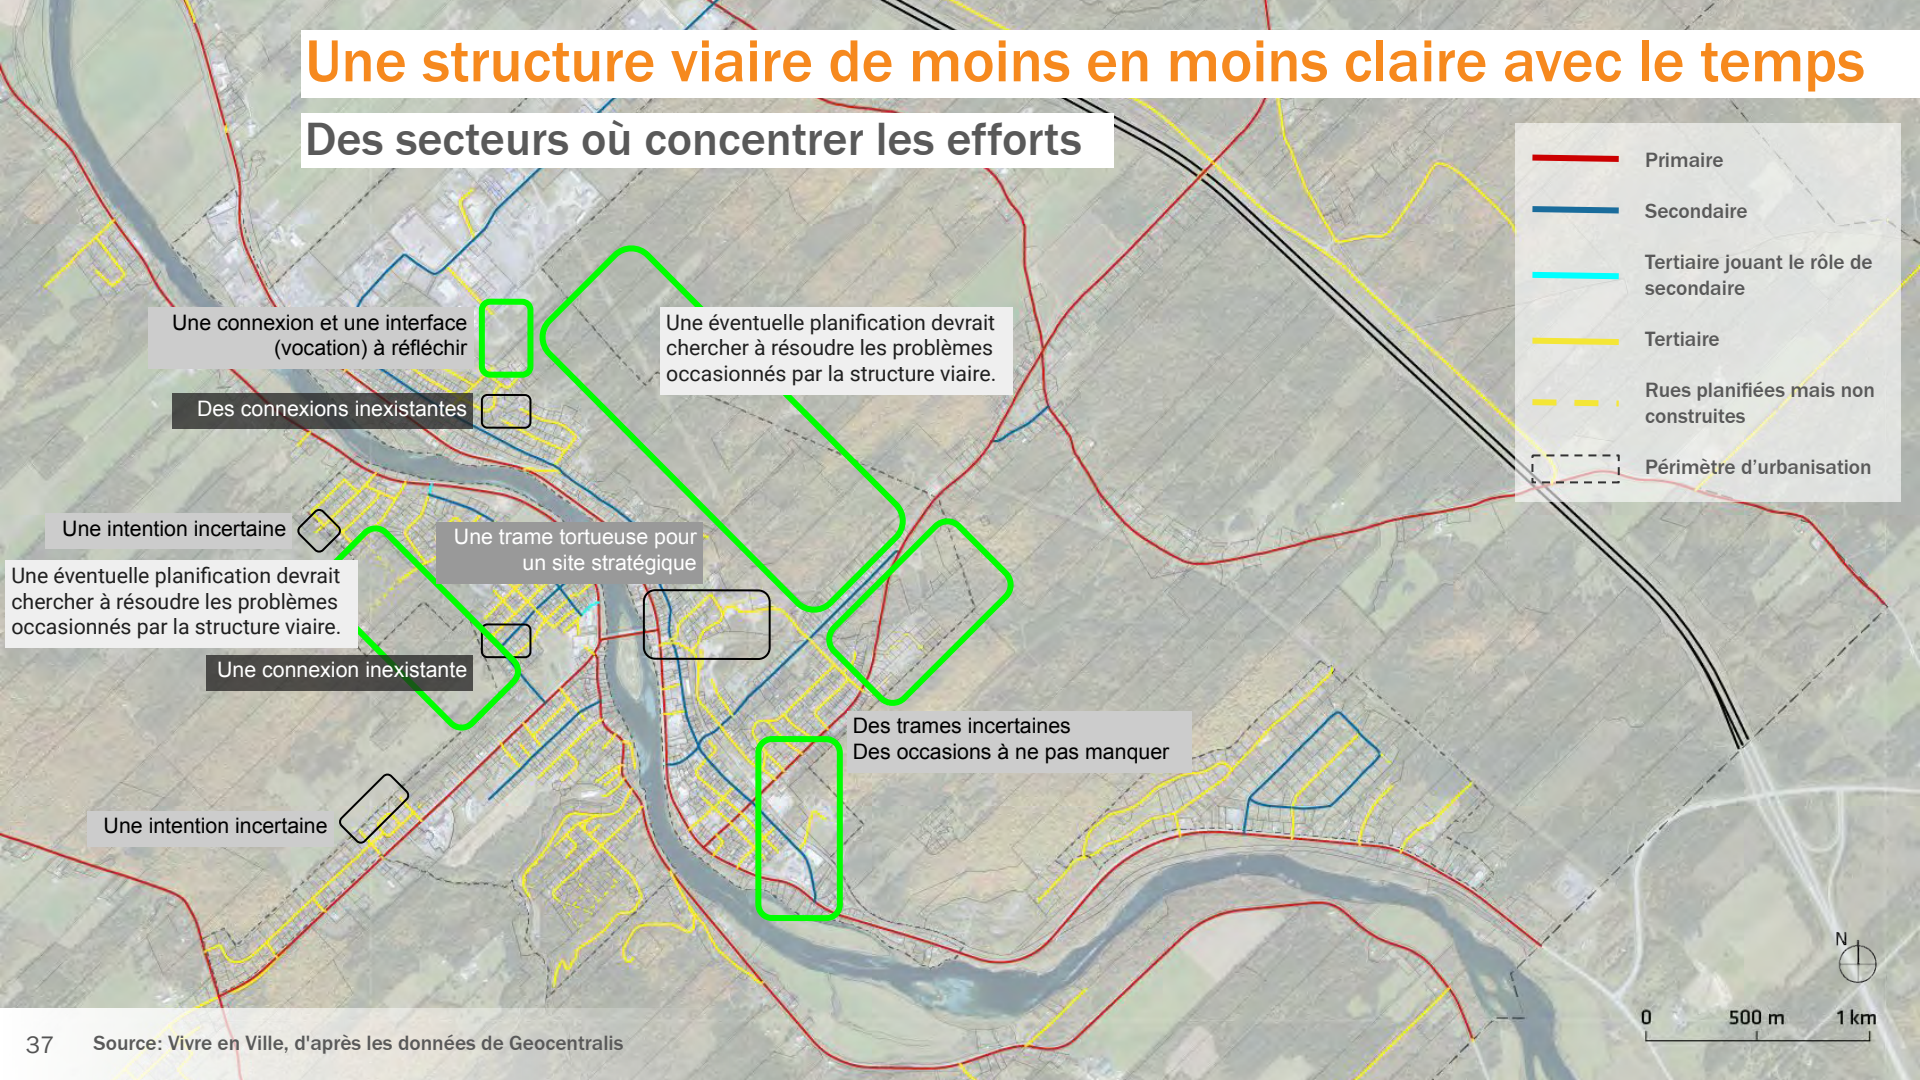 Une structure viaire de moins en moins claire avec le temps
Des secteurs où concentrer les efforts
Primaire
Secondaire
Tertiaire jouant le rôle de
secondaire
Tertiaire
Rues planifiées mais non
construites
Périmètre d'urbanisation
Une connexion et une interface
(vocation) à réfléchir
Une éventuelle planification devrait
chercher à résoudre les problèmes
occasionnés par la structure viaire.
Des connexions inexistantes
Une intention incertaine
Une trame tortueuse pour
un site stratégique
Une éventuelle planification devrait
chercher à résoudre les problèmes
occasionnés par la structure viaire.
Une connexion inexistante
Des trames incertaines
Des occasions à ne pas manquer
Une intention incertaine
N
0 500 m 1 km
37 Source: Vivre en Ville, d'après les données de Geocentralis